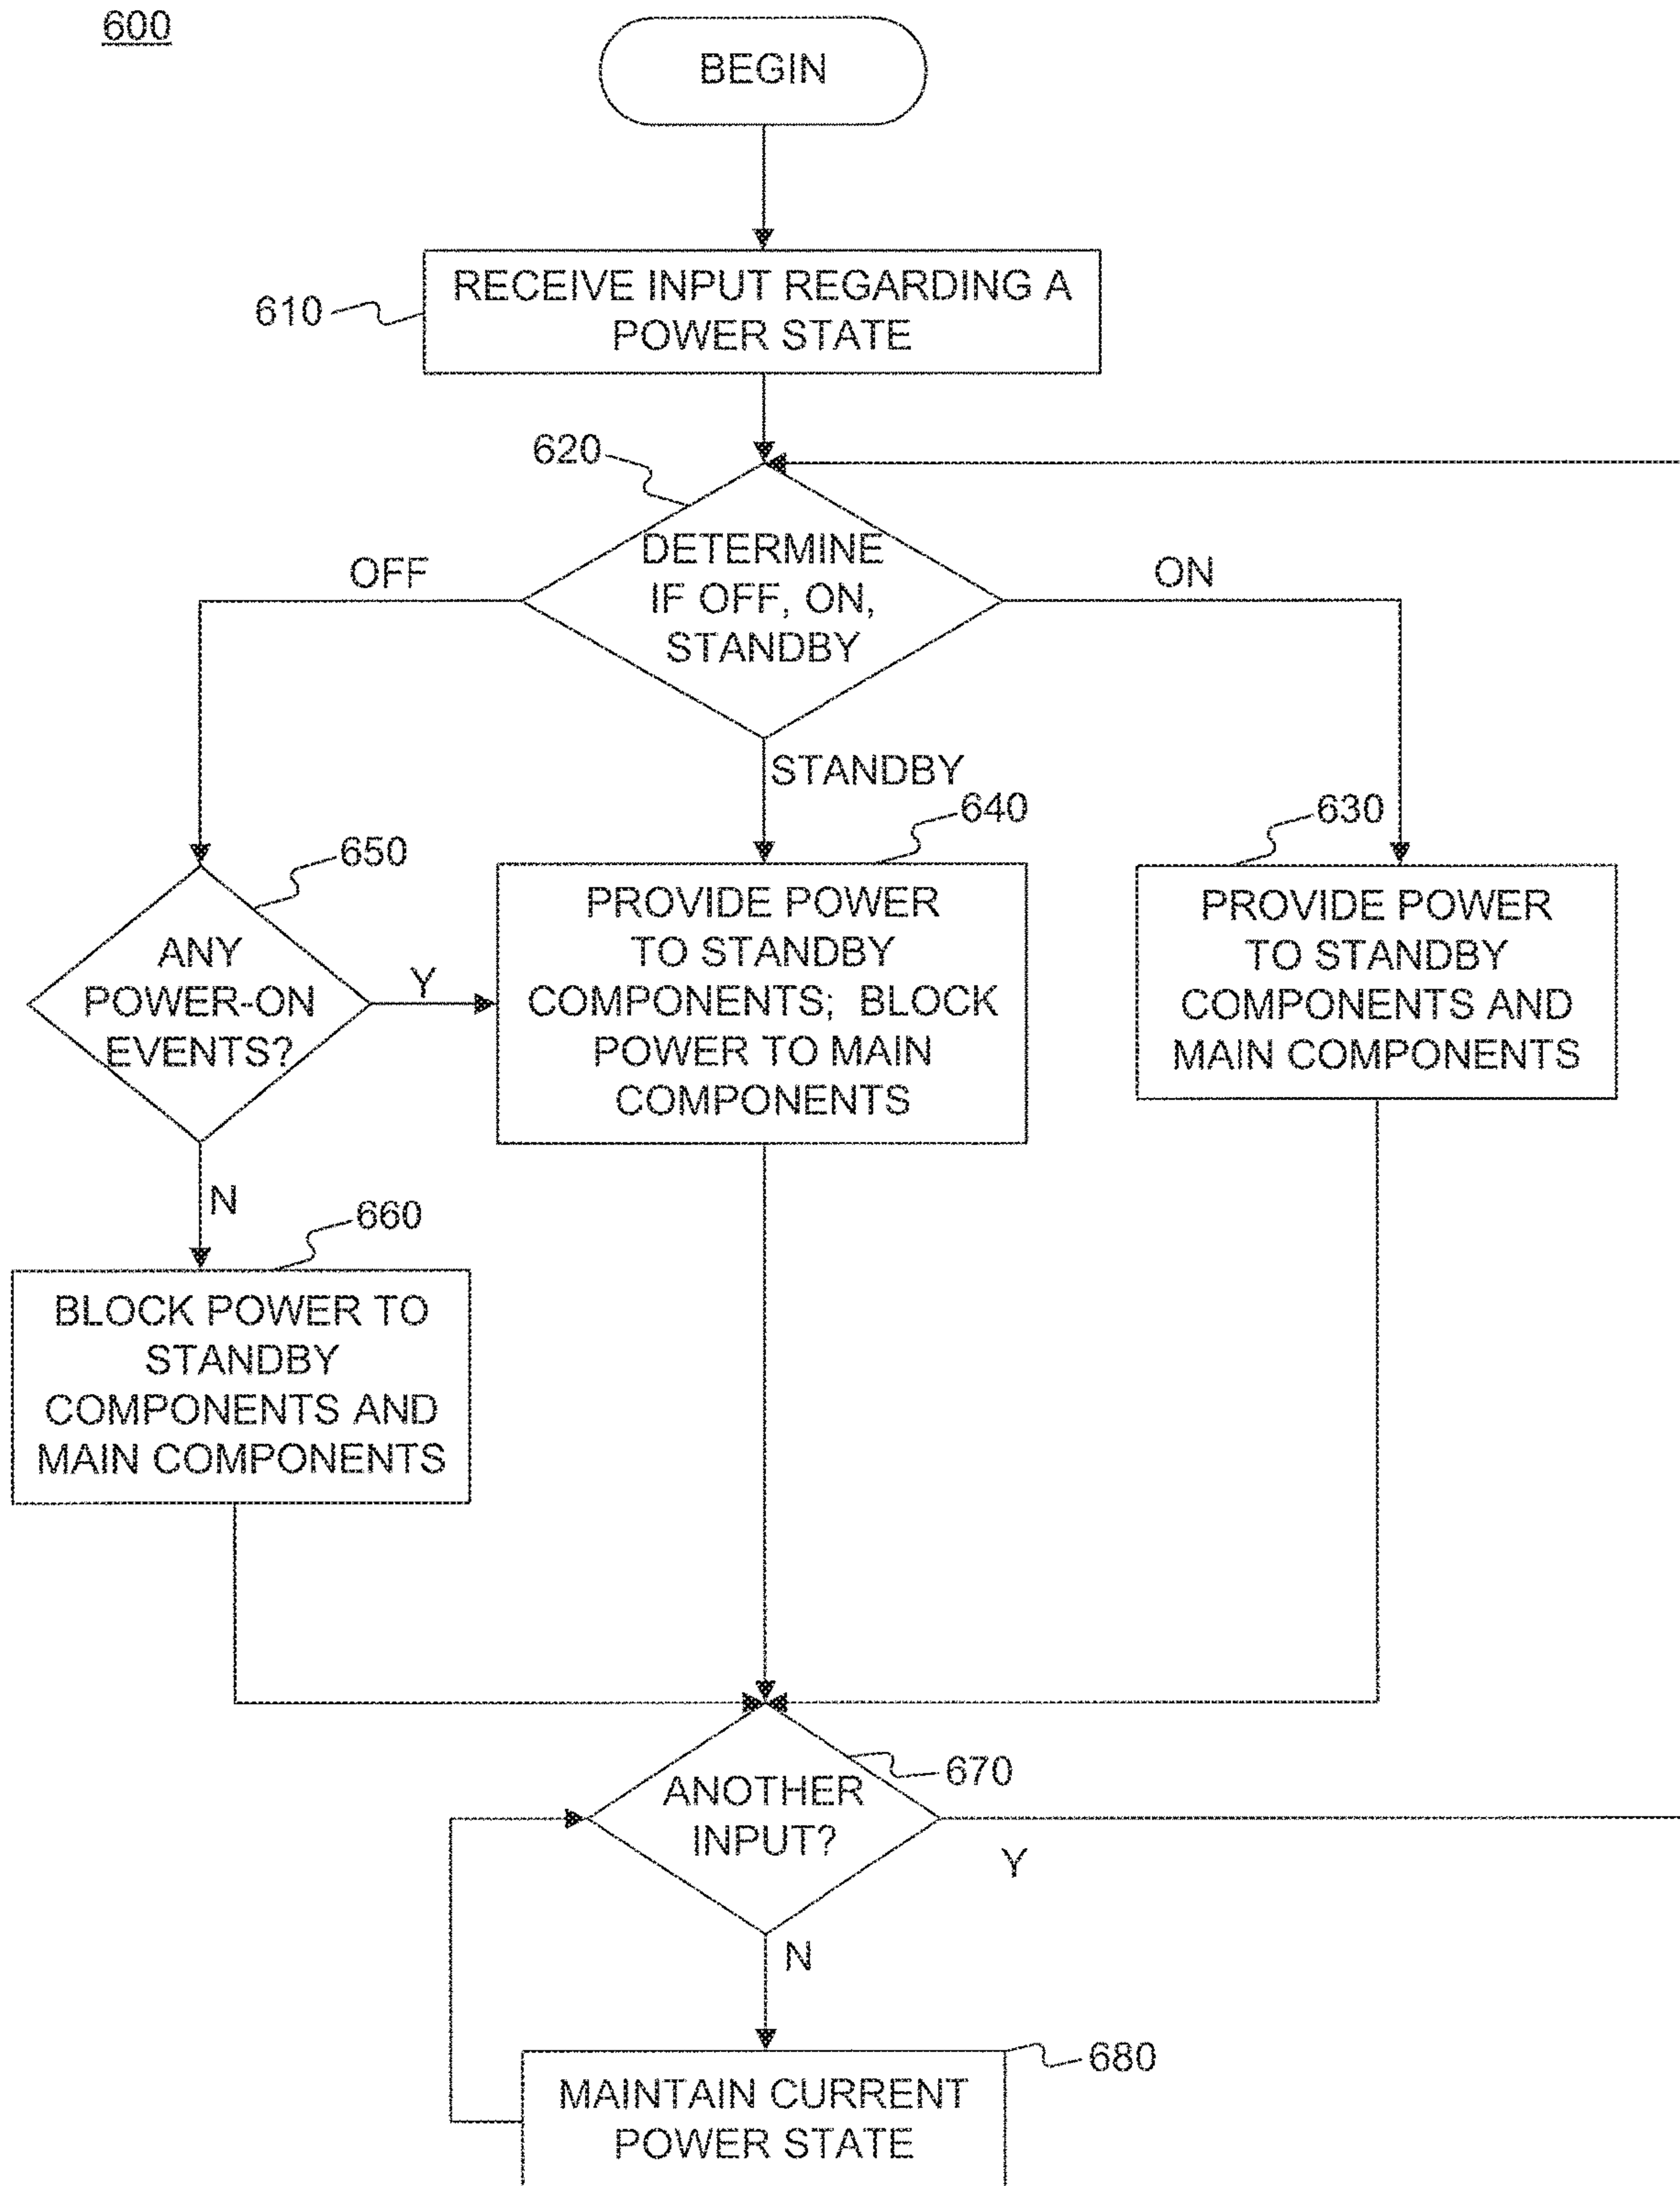 600
BEGIN
610
RECEIVE INPUT REGARDING A
POWER STATE
620
DETERMINE
IF OFF, ON,
STANDBY
OFF
ON
STANDBY
640
630
650
ANY
POWER-ON
EVENTS?
Y
PROVIDE POWER
TO STANDBY
COMPONENTS; BLOCK
POWER TO MAIN
COMPONENTS
PROVIDE POWER
TO STANDBY
COMPONENTS AND
MAIN COMPONENTS
N
660
BLOCK POWER TO
STANDBY
COMPONENTS AND
MAIN COMPONENTS
670
ANOTHER
INPUT?
Y
N
680
MAINTAIN CURRENT
POWER STATE